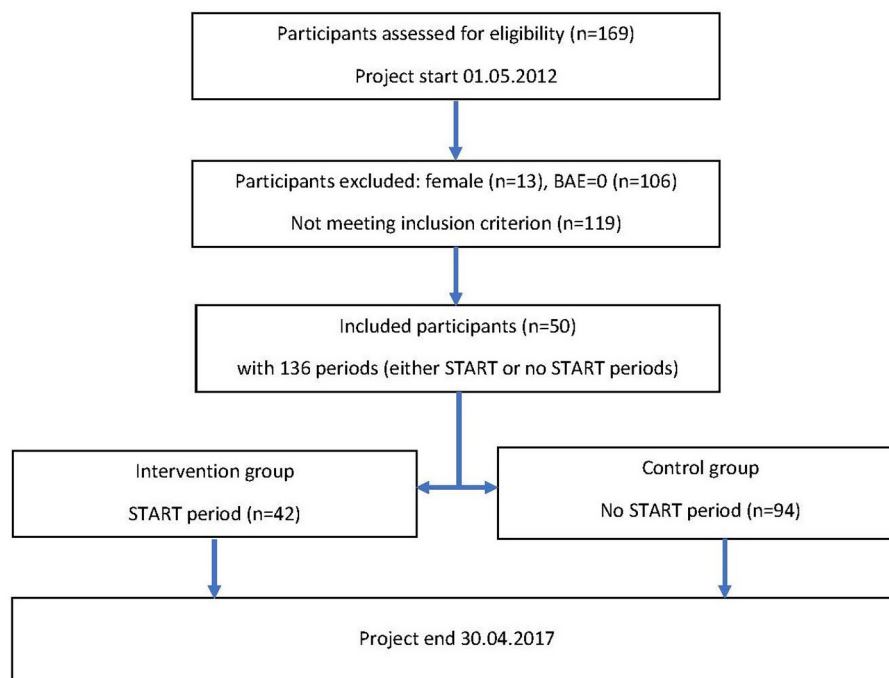 Participants assessed for eligibility (n=169)
Project start 01.05.2012
Participants excluded: female (n=13), BAE=0 (n=106)
Not meeting inclusion criterion (n=119)
Included participants (n=50)
with 136 periods (either START or no START periods)
Intervention group
START period (n=42)
Control group
No START period (n=94)
Project end 30.04.2017